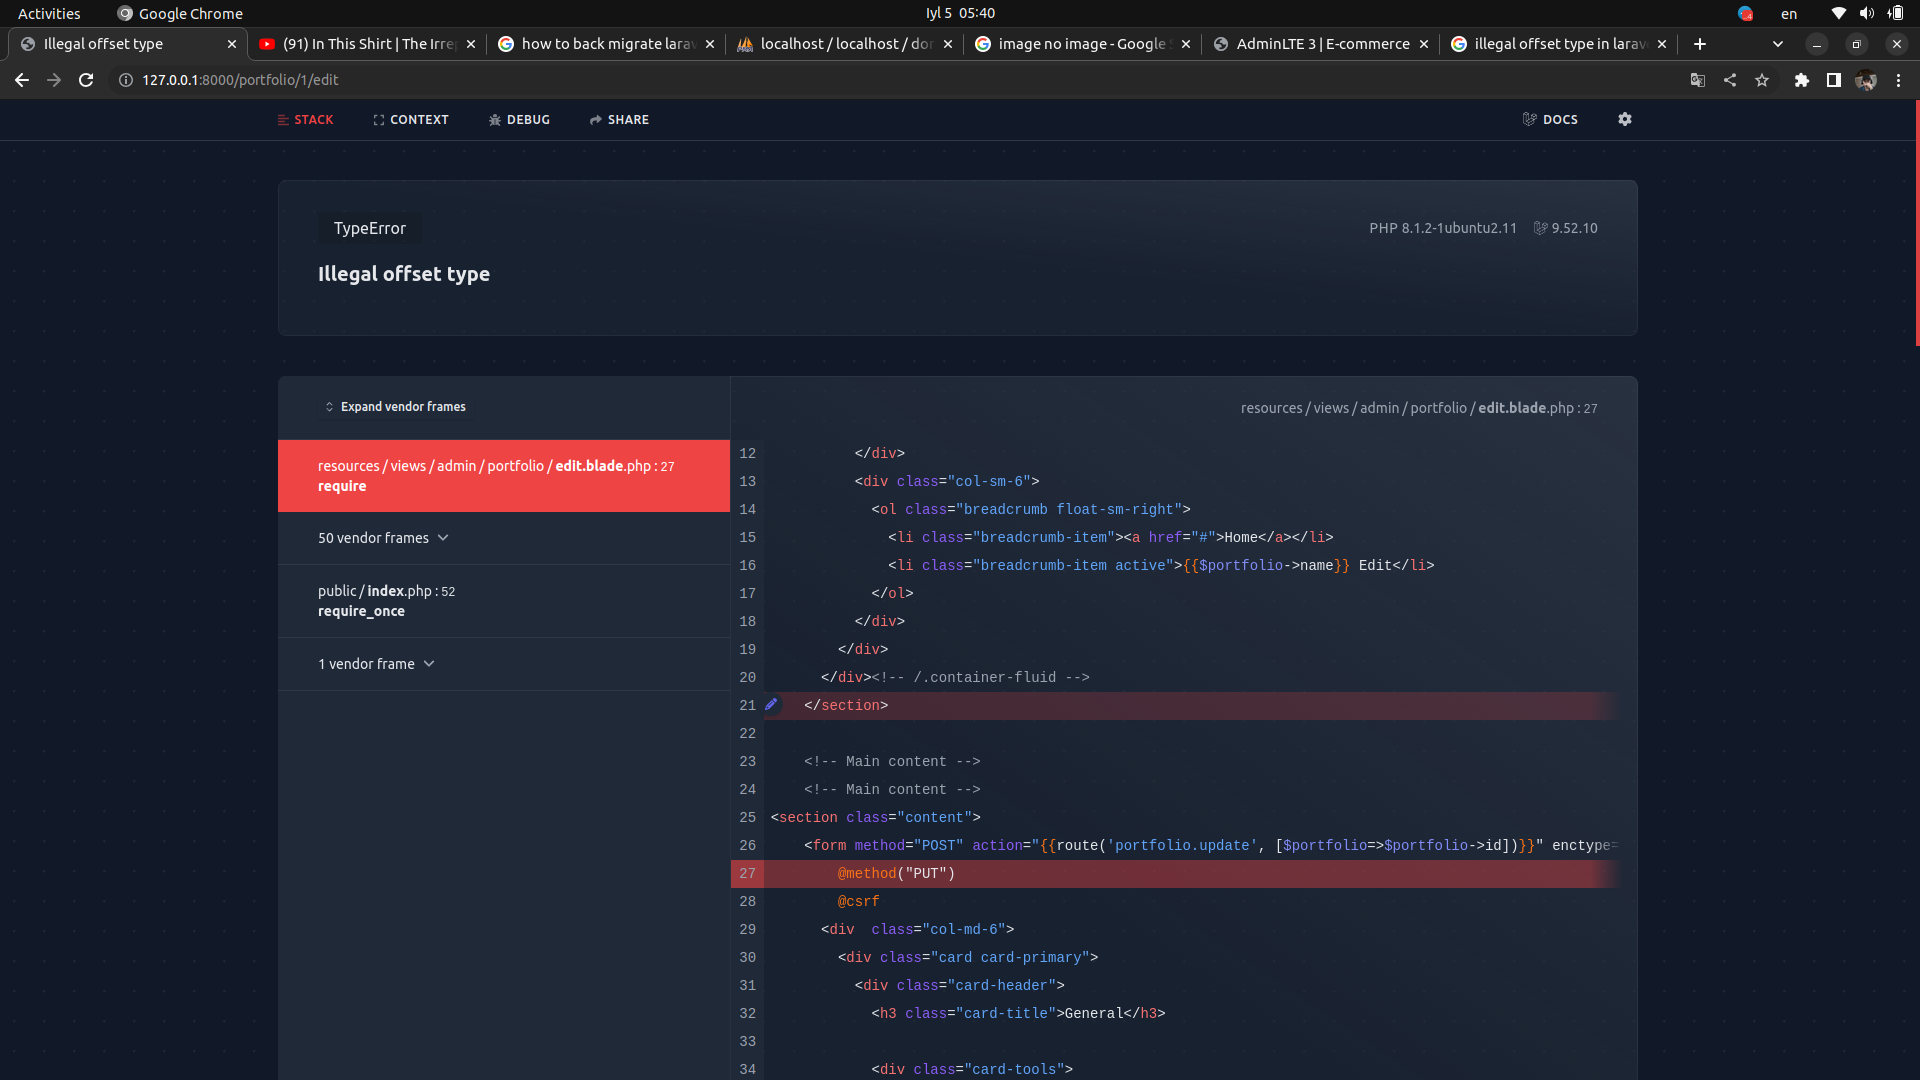 Activities
Google Chrome
Iyl 5 05:40
en
Illegal offset type
(91) In This Shirt | The Irre
how to back migrate larav
localhost / localhost / dor
image no image - Google S
AdminLTE 3 | E-commerce
illegal offset type in larav
127.0.0.1:8000/portfolio/1/edit
STACK
CONTEXT
DEBUG
SHARE
DOCS
TypeError
PHP 8.1.2-1ubuntu2.11
9.52.10
Illegal offset type
Expand vendor frames
resources / views / admin / portfolio / edit.blade.php : 27
resources / views / admin / portfolio / edit.blade.php : 27
require
50 vendor frames
public / index.php : 52
require_once
1 vendor frame
12 </div>
13 <div class="col-sm-6">
14 <ol class="breadcrumb float-sm-right">
15 <li class="breadcrumb-item"><a href="#">Home</a></li>
16 <li class="breadcrumb-item active">{{$portfolio->name}} Edit</li>
17 </ol>
18 </div>
19 </div>
20 </div><!-- /.container-fluid -->
21 </section>
22
23 <!-- Main content -->
24 <!-- Main content -->
25 <section class="content">
26 <form method="POST" action="{{route('portfolio.update', [$portfolio=>$portfolio->id])}}" enctype=
27 @method("PUT")
28 @csrf
29 <div  class="col-md-6">
30 <div class="card card-primary">
31 <div class="card-header">
32 <h3 class="card-title">General</h3>
33
34 <div class="card-tools">